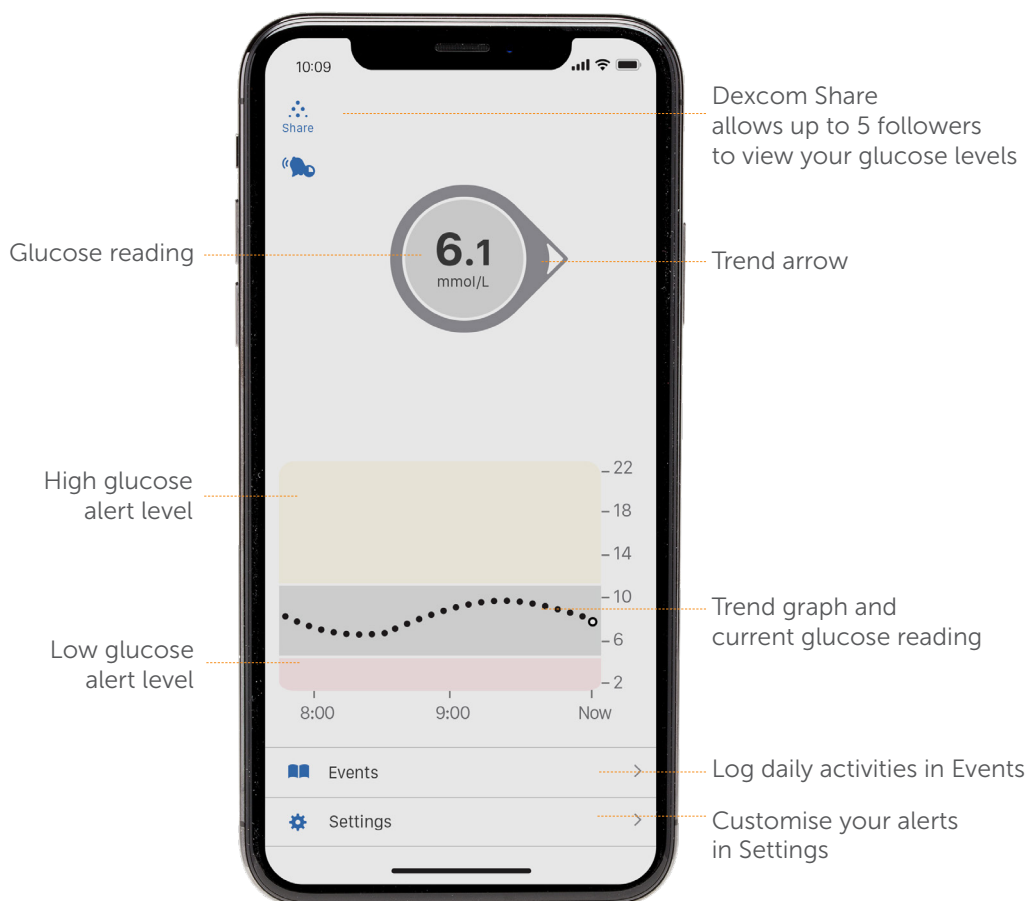 10:09
Share
Dexcom Share
allows up to 5 followers
to view your glucose levels
Glucose reading
6.1
mmol/L
Trend arrow
High glucose
alert level
22
18
14
10
6
2
Trend graph and
current glucose reading
Low glucose
alert level
8:00 9:00 Now
Events
Log daily activities in Events
Settings
Customise your alerts
in Settings